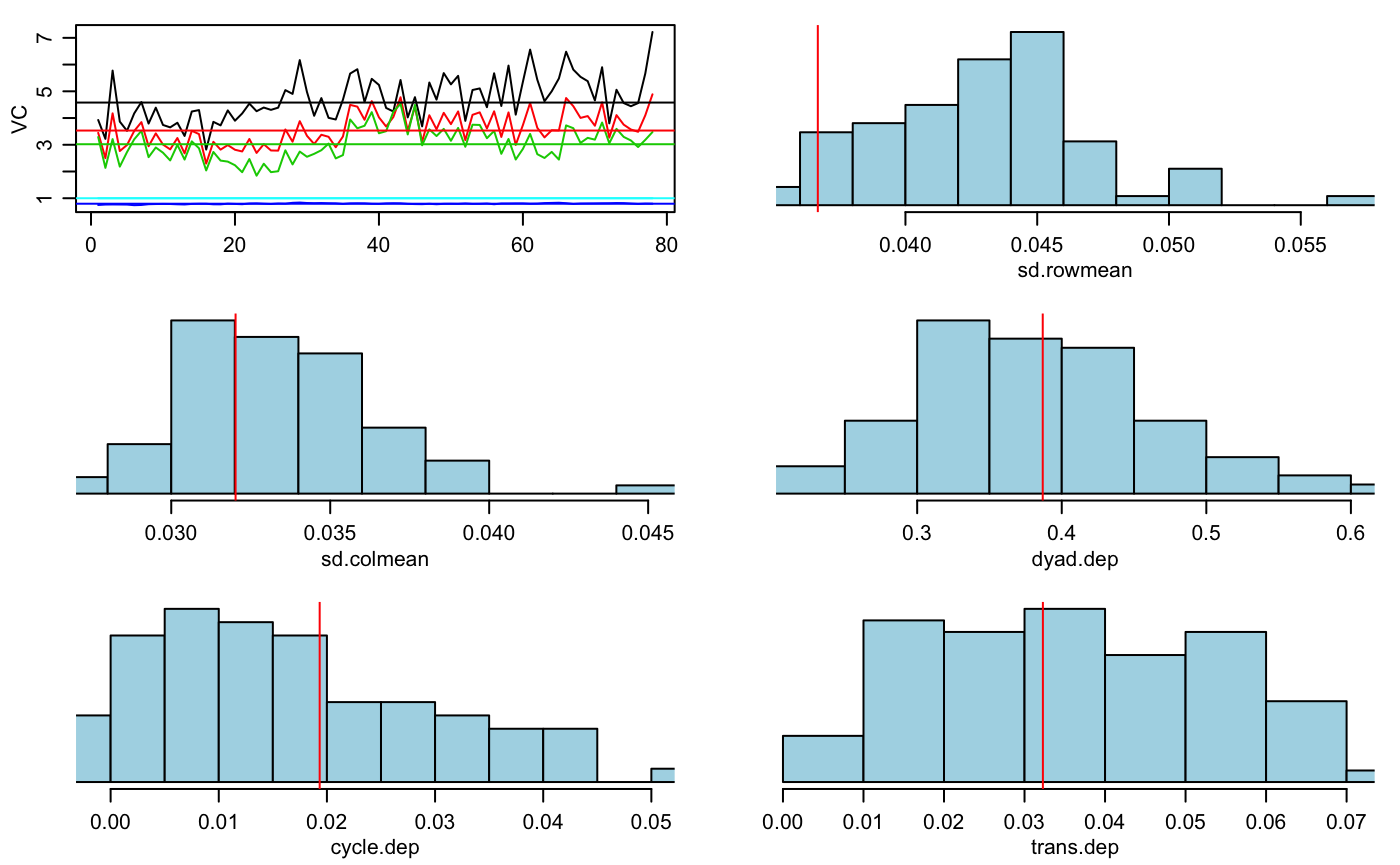 VC
7
5
3
1
0 20 40 60 80
0.040 0.045 0.050 0.055
sd.rowmean
0.030 0.035 0.040 0.045
sd.colmean
0.3 0.4 0.5 0.6
dyad.dep
0.00 0.01 0.02 0.03 0.04 0.05
cycle.dep
0.00 0.01 0.02 0.03 0.04 0.05 0.06 0.07
trans.dep